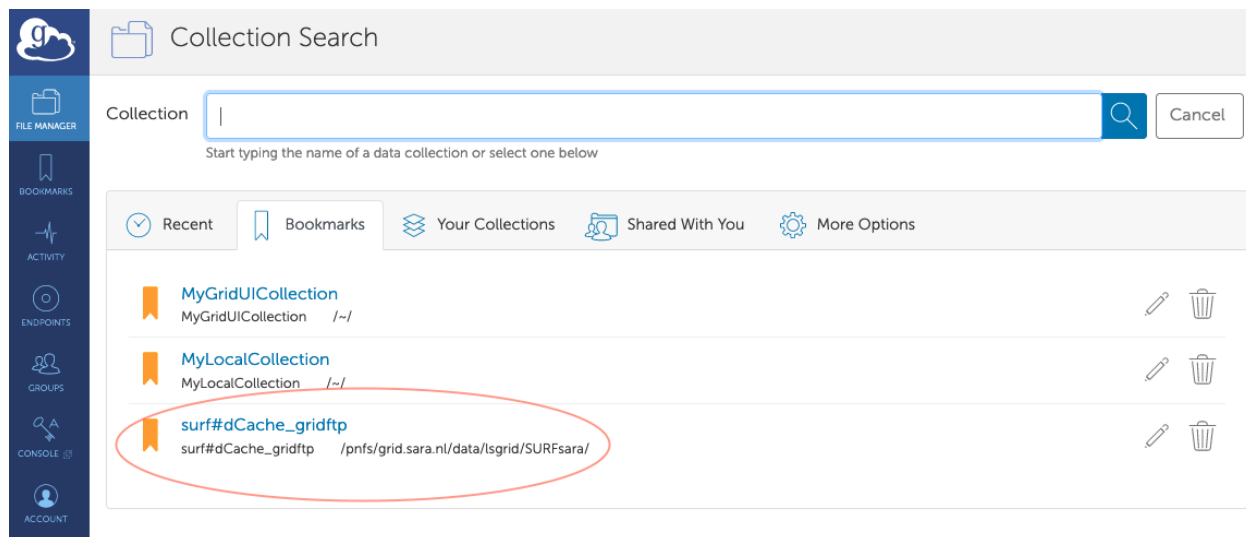 g
Collection Search
FILE MANAGER
BOOKMARKS
ACTIVITY
ENDPOINTS
GROUPS
CONSOLE
ACCOUNT
Collection
Cancel
Start typing the name of a data collection or select one below
Recent Bookmarks Your Collections Shared With You More Options
MyGridUICollection
MyGridUICollection /~/
MyLocalCollection
MyLocalCollection /~/
surf#dCache_gridftp
surf#dCache_gridftp /pnfs/grid.sara.nl/data/lsgrid/SURFsara/